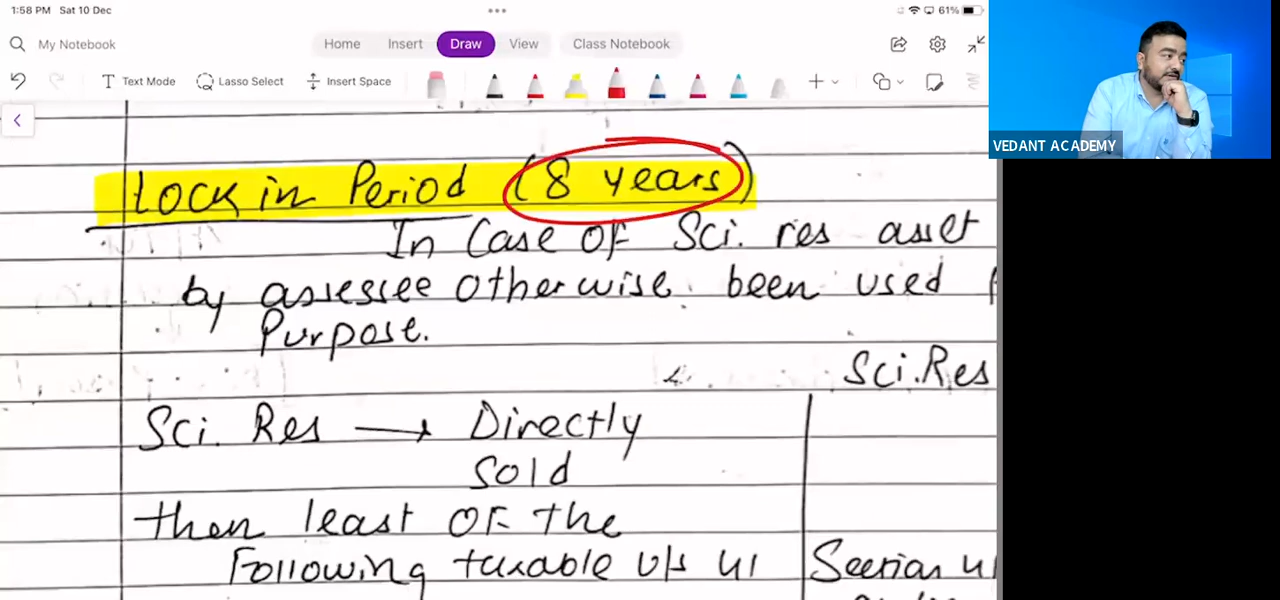 1:58 PM Sat 10 Dec
61%
My Notebook
Home Insert Draw View Class Notebook
Text Mode Lasso Select Insert Space
VEDANT ACADEMY
Lock in Period (8 years)
In Case of Sci. res asset
by assessee otherwise been used
Purpose.
Sci. Res
Sci. Res → Directly
sold
then least of the
Following taxable u/s 41